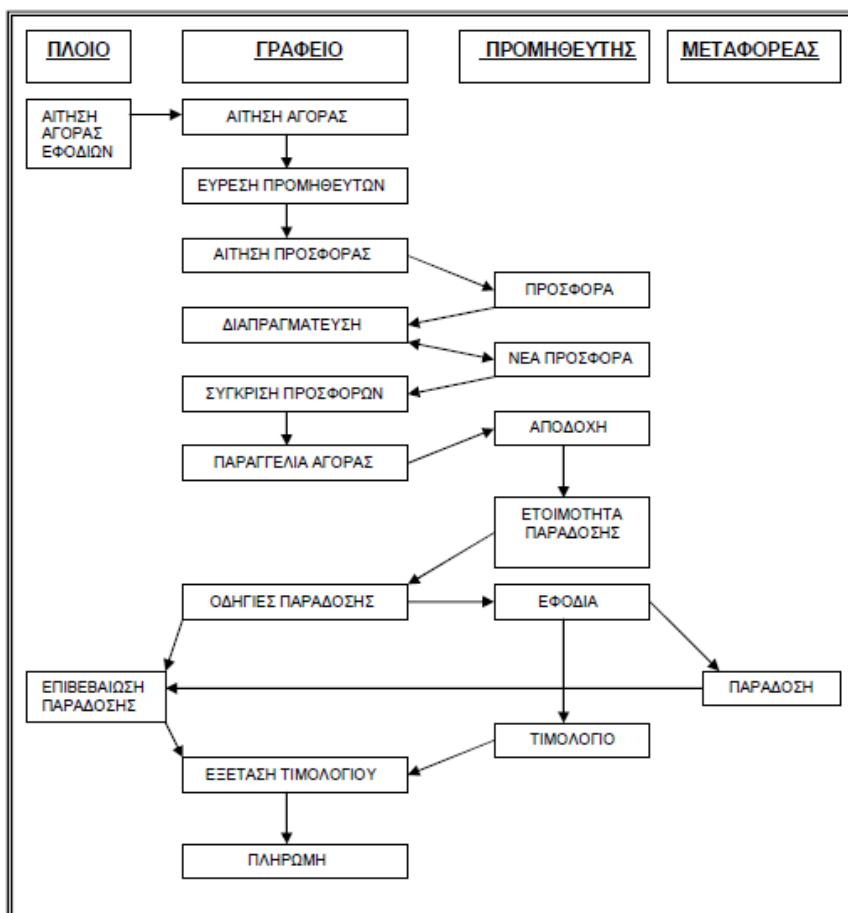 ΠΛΟΙΟ
ΓΡΑΦΕΙΟ
ΠΡΟΜΗΘΕΥΤΗΣ
ΜΕΤΑΦΟΡΕΑΣ
ΑΙΤΗΣΗ
ΑΓΟΡΑΣ
ΕΦΟΔΙΩΝ
ΑΙΤΗΣΗ ΑΓΟΡΑΣ
ΕΥΡΕΣΗ ΠΡΟΜΗΘΕΥΤΩΝ
ΑΙΤΗΣΗ ΠΡΟΣΦΟΡΑΣ
ΠΡΟΣΦΟΡΑ
ΔΙΑΠΡΑΓΜΑΤΕΥΣΗ
ΝΕΑ ΠΡΟΣΦΟΡΑ
ΣΥΓΚΡΙΣΗ ΠΡΟΣΦΟΡΩΝ
ΑΠΟΔΟΧΗ
ΠΑΡΑΓΓΕΛΙΑ ΑΓΟΡΑΣ
ΕΤΟΙΜΟΤΗΤΑ
ΠΑΡΑΔΟΣΗΣ
ΟΔΗΓΙΕΣ ΠΑΡΑΔΟΣΗΣ
ΕΦΟΔΙΑ
ΕΠΙΒΕΒΑΙΩΣΗ
ΠΑΡΑΔΟΣΗΣ
ΠΑΡΑΔΟΣΗ
ΤΙΜΟΛΟΓΙΟ
ΕΞΕΤΑΣΗ ΤΙΜΟΛΟΓΙΟΥ
ΠΛΗΡΩΜΗ